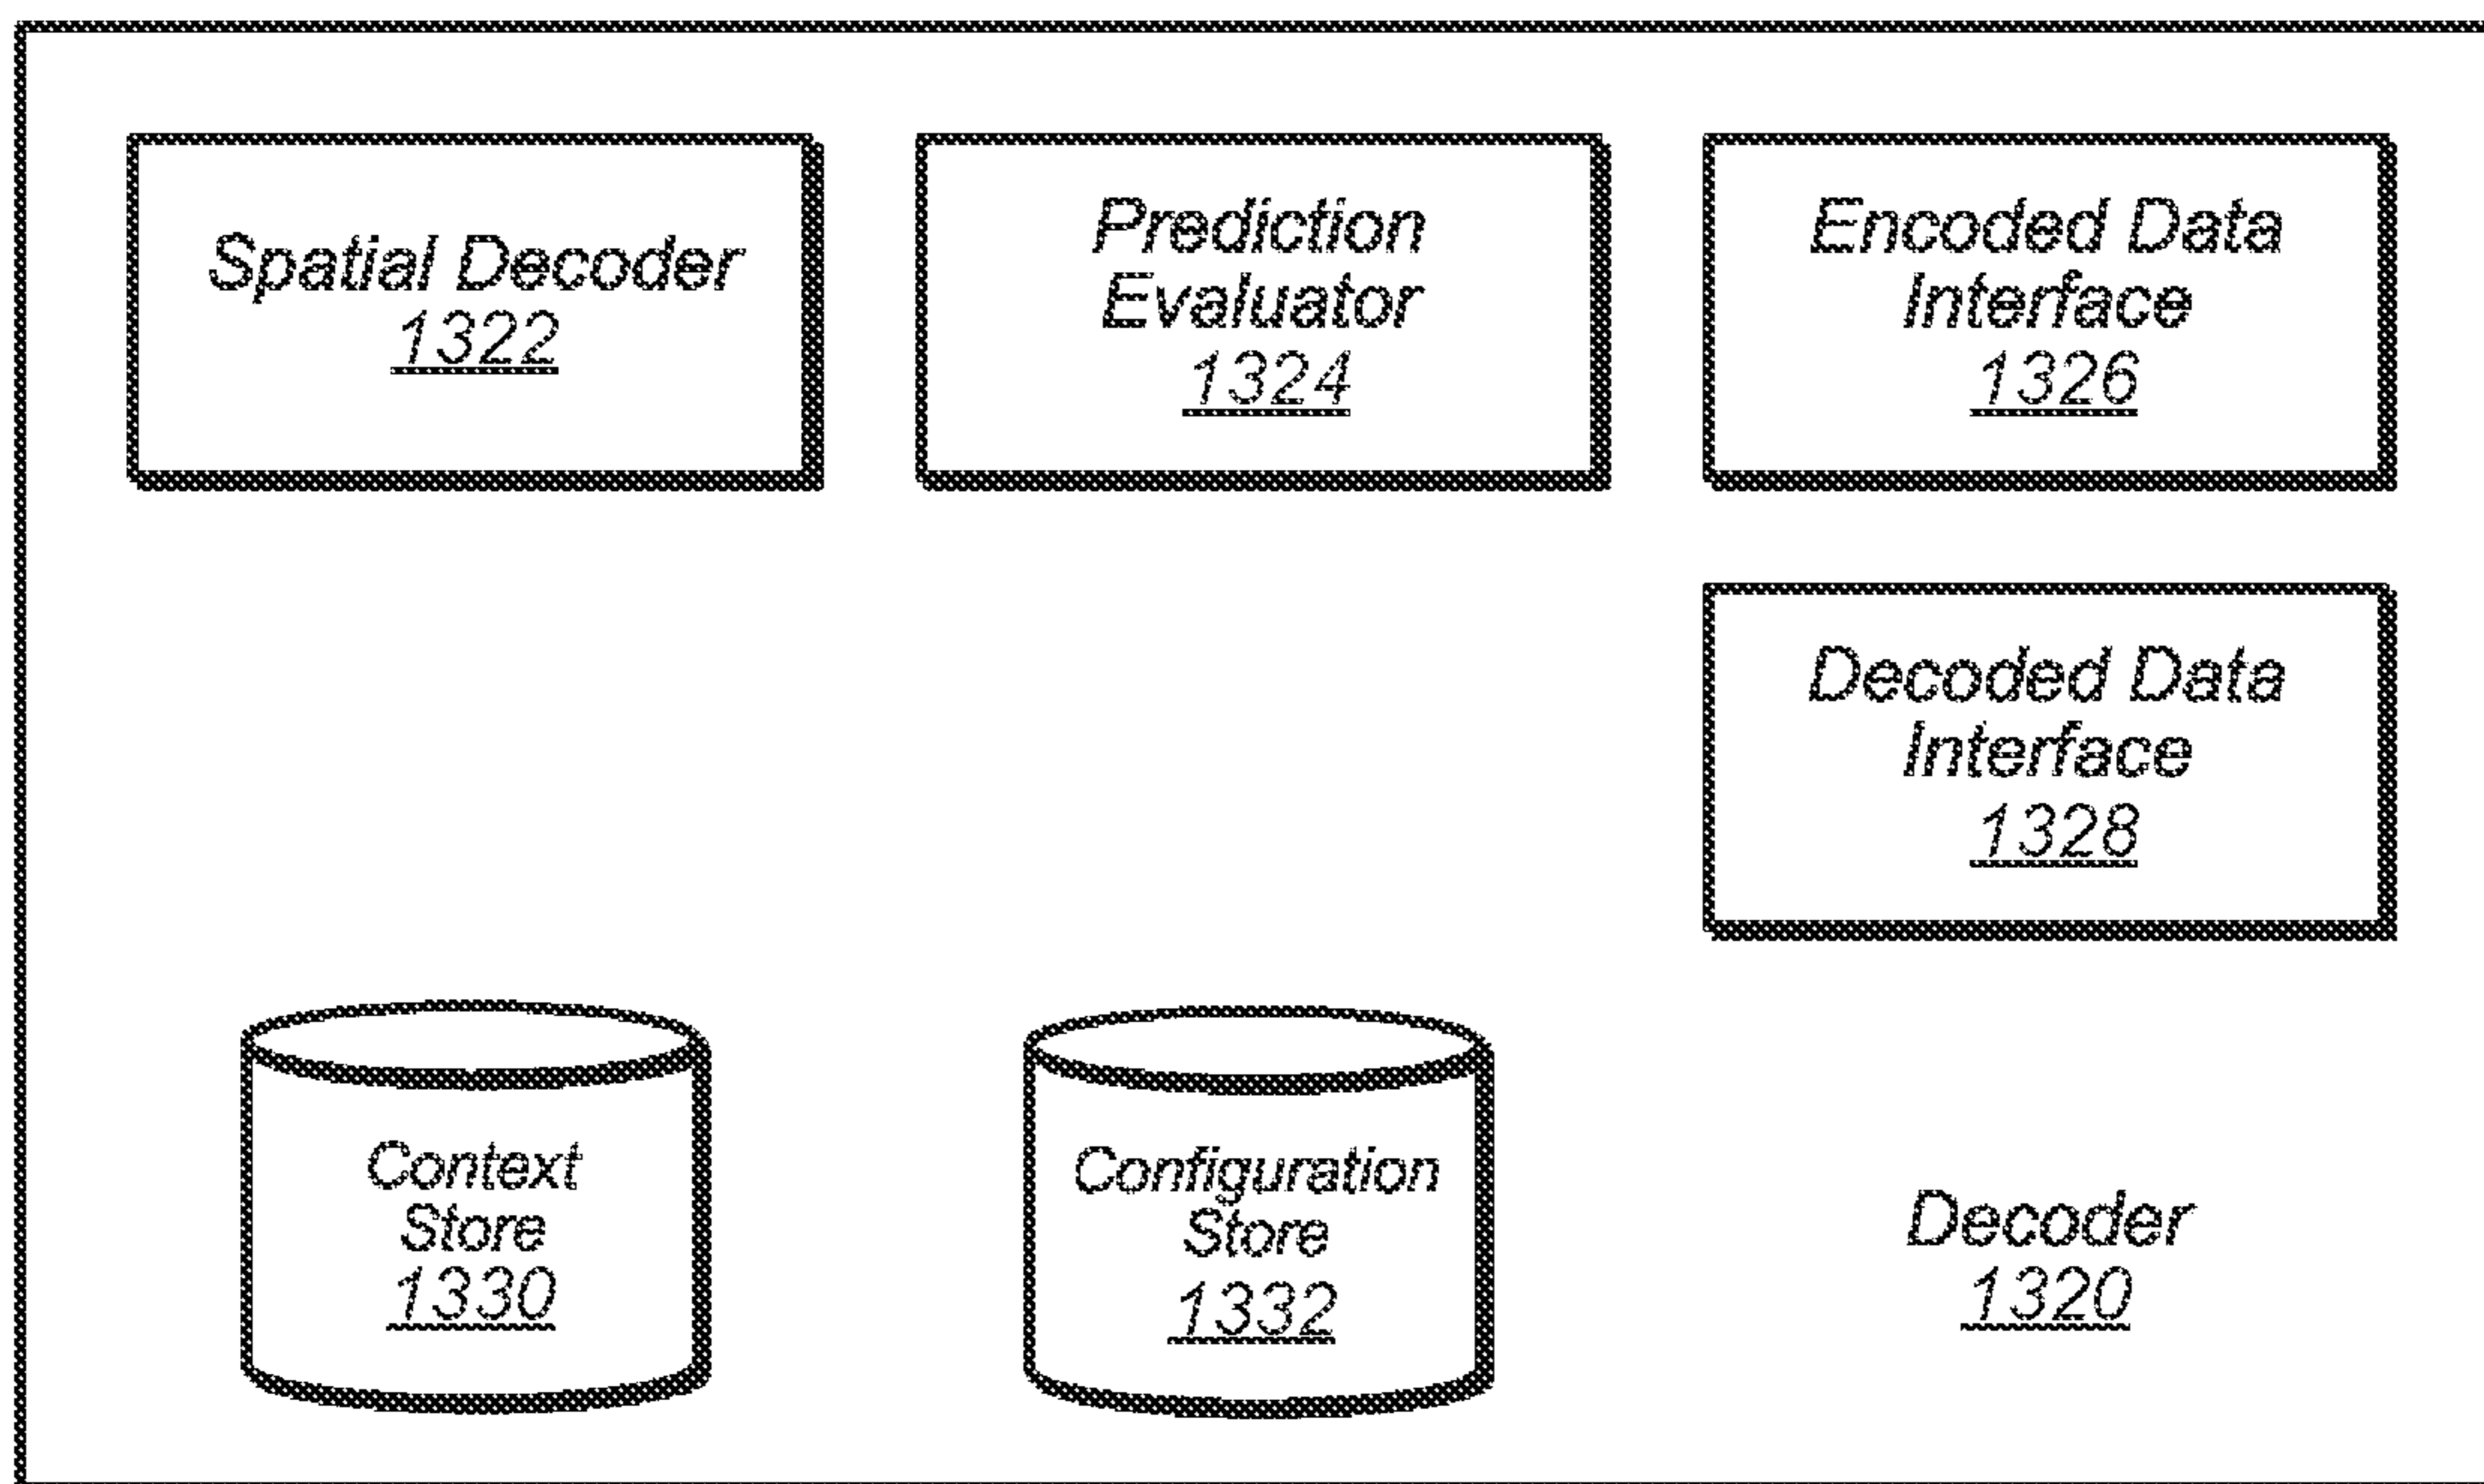 Spatial Decoder
1322
Prediction
Evaluator
1324
Encoded Data
Interface
1326
Decoded Data
Interface
1328
Context
Store
1330
Configuration
Store
1332
Decoder
1320